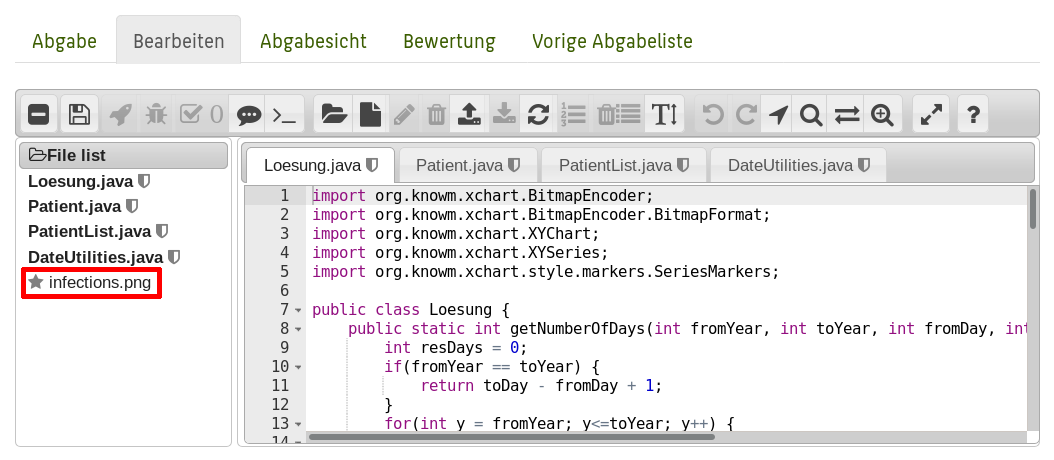 Abgabe Bearbeiten Abgabesicht Bewertung Vorige Abgabeliste
0 >_ 1 2 3 T ?
File list
Loesung.java
Patient.java
PatientList.java
DateUtilities.java
infections.png
Loesung.java Patient.java PatientList.java DateUtilities.java
1 import org.knowm.xchart.BitmapEncoder;
2 import org.knowm.xchart.BitmapEncoder.BitmapFormat;
3 import org.knowm.xchart.XYChart;
4 import org.knowm.xchart.XYSeries;
5 import org.knowm.xchart.style.markers.SeriesMarkers;
6
7 public class Loesung {
8 public static int getNumberOfDays(int fromYear, int toYear, int fromDay, int
9 int resDays = 0;
10 if(fromYear == toYear) {
11 return toDay - fromDay + 1;
12 }
13 for(int y = fromYear; y<=toYear; y++) {
14